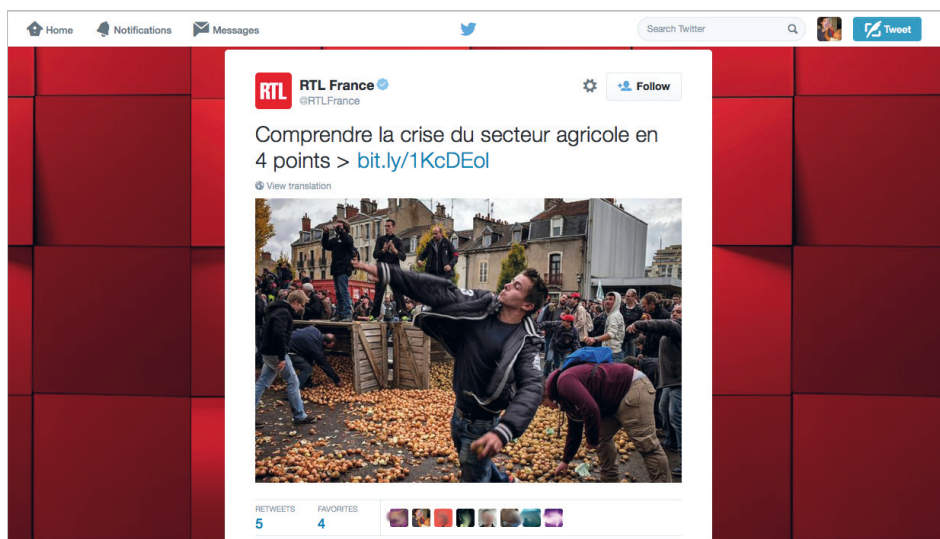 Home Notifications Messages Search Twitter Tweet
RTL RTL France Follow
@RTLFrance
Comprendre la crise du secteur agricole en
4 points > bit.ly/1KcDEol
View translation
RETWEETS FAVORITES
5 4